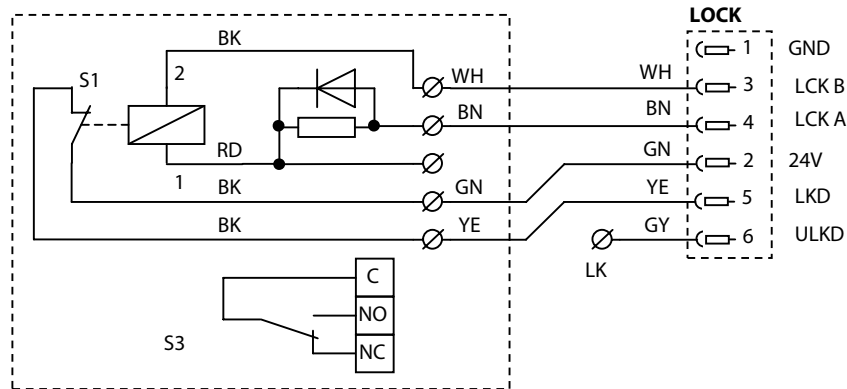 LOCK
BK
1 GND
S1
2
WH
WH
3 LCK B
BN
BN
4 LCK A
RD
GN
2 24V
1
BK
GN
YE
5 LKD
BK
YE
GY
6 ULKD
LK
C
NO
S3
NC